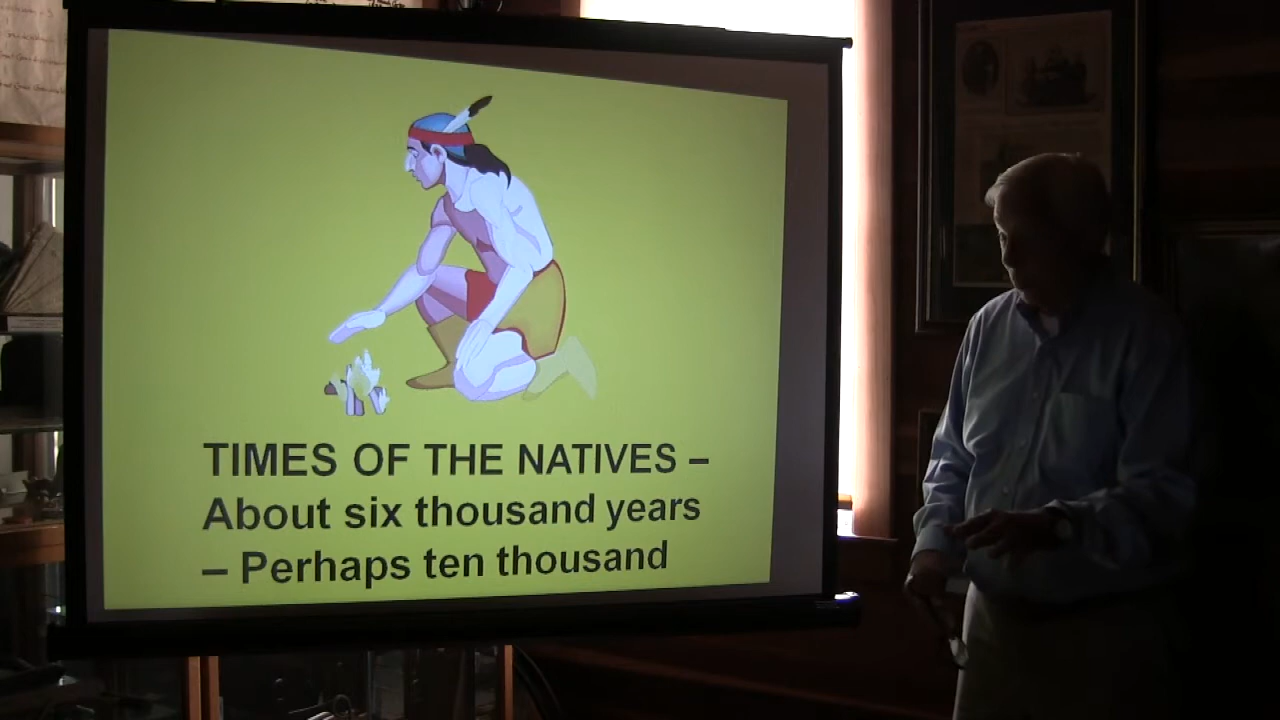 TIMES OF THE NATIVES –
About six thousand years
– Perhaps ten thousand